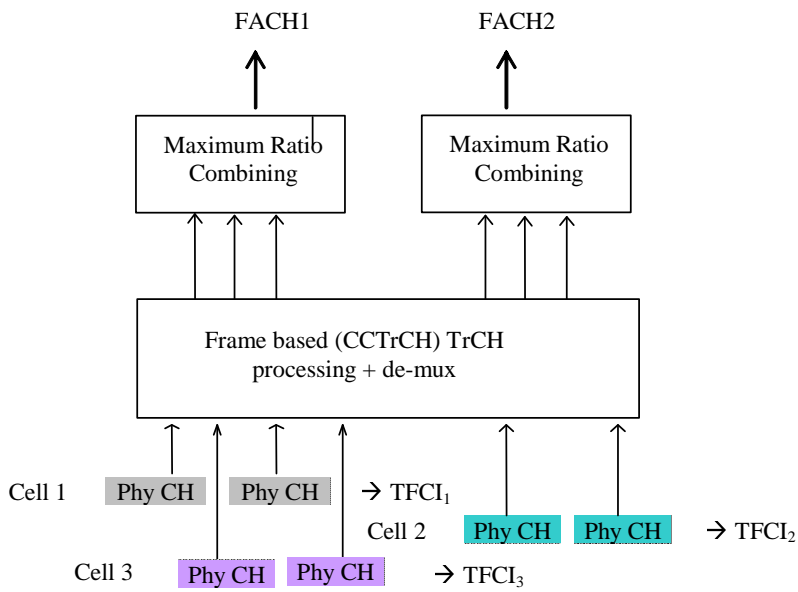 FACH1 FACH2
Maximum Ratio
Combining
Maximum Ratio
Combining
Frame based (CCTrCH) TrCH
processing + de-mux
Cell 1 Phy CH Phy CH → TFCI₁
Cell 2 Phy CH Phy CH → TFCI₂
Cell 3 Phy CH Phy CH → TFCI₃